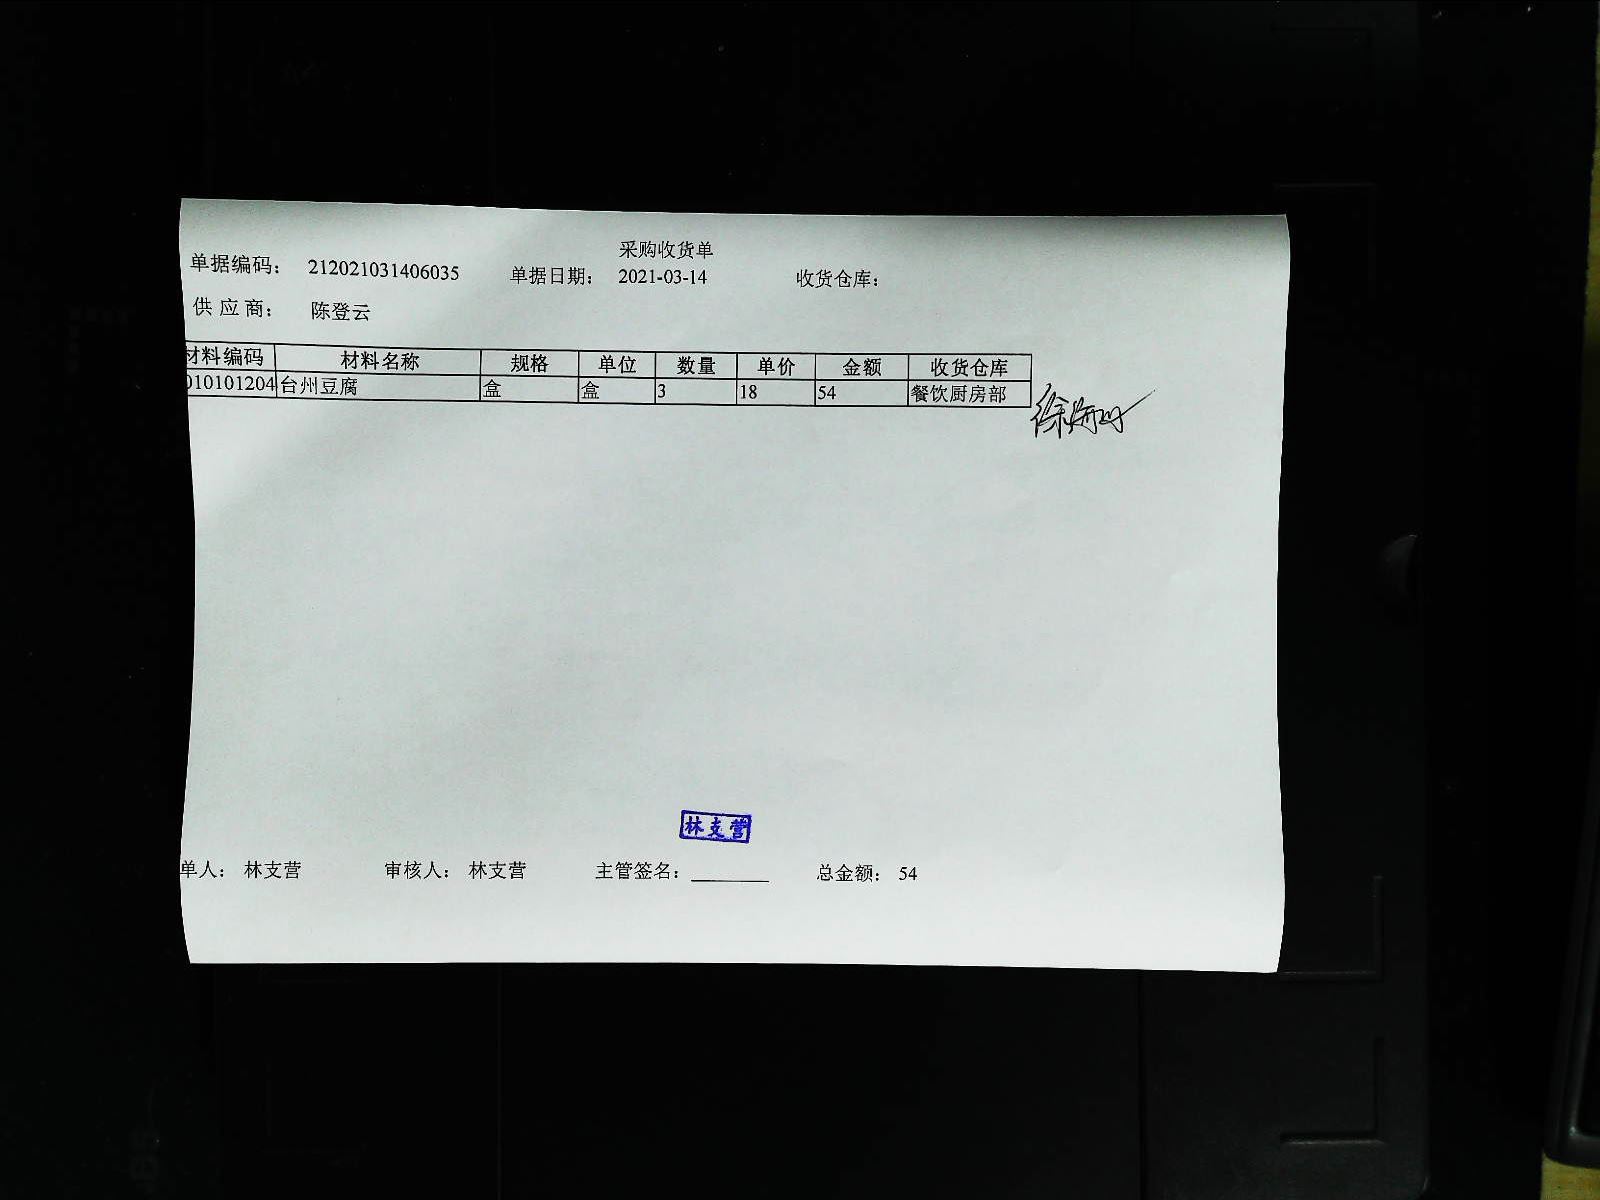 采购收货单
单据编码： 212021031406035 单据日期： 2021-03-14 收货仓库：
供应商： 陈登云
材料编码 材料名称 规格 单位 数量 单价 金额 收货仓库
010101204 台州豆腐 盒 盒 3 18 54 餐饮厨房部
林支营
单人： 林支营 审核人： 林支营 主管签名： 总金额： 54